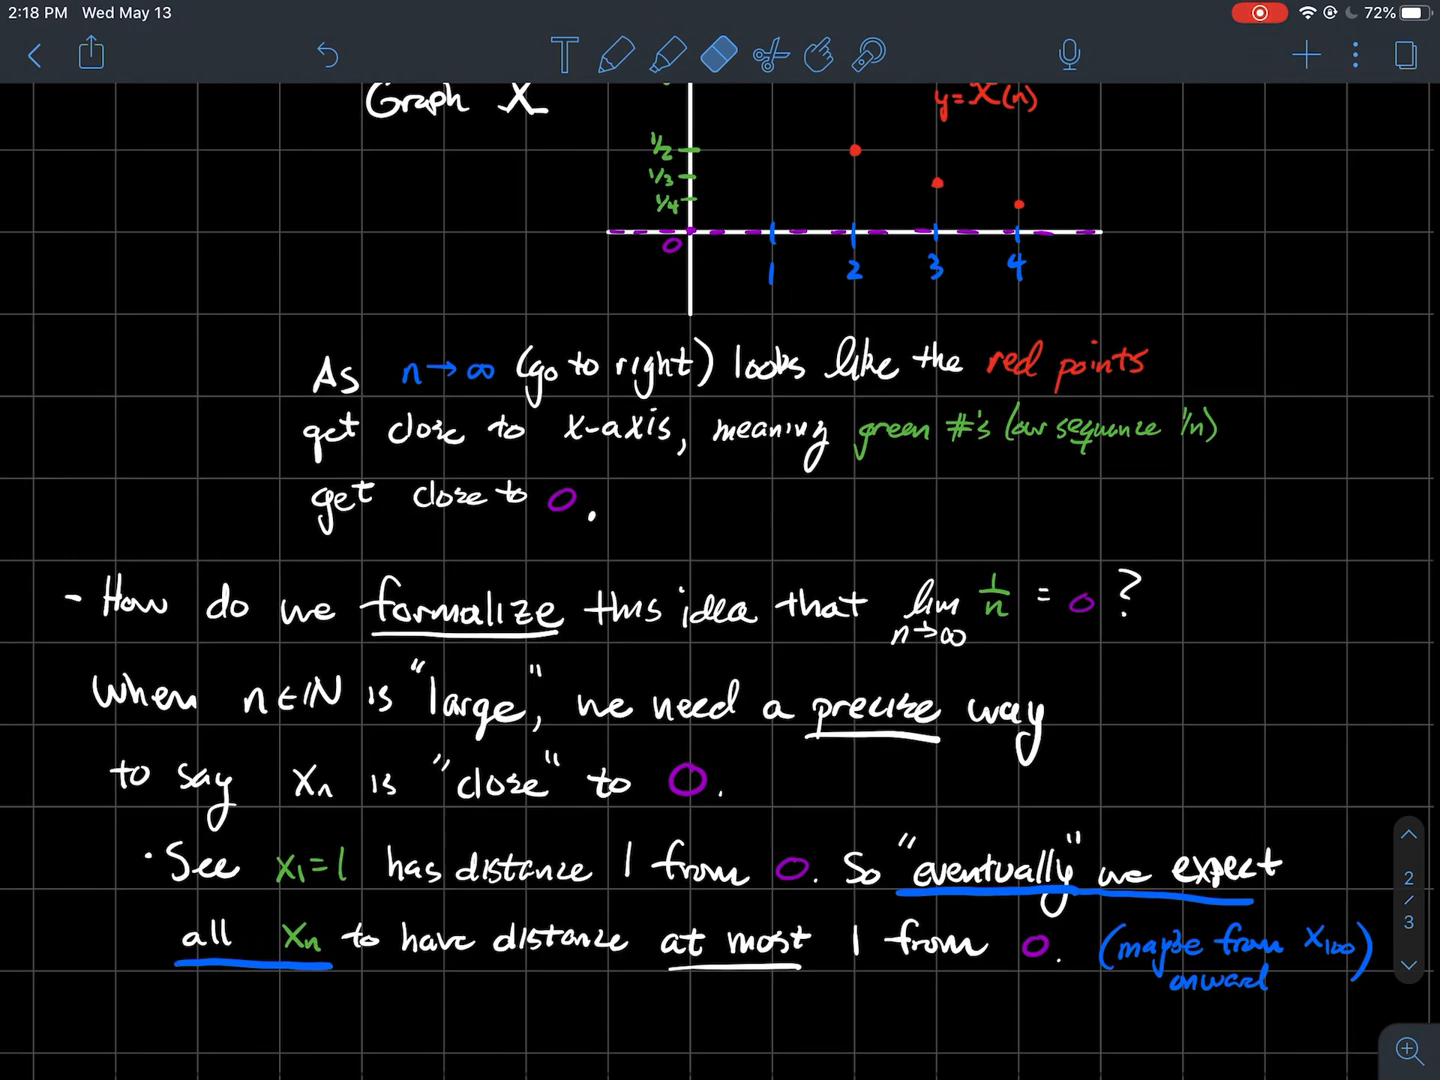 2:18 PM Wed May 13
72%
T
Graph X
y=X(n)
1/2
1/3
1/4
0
1 2 3 4
As n→∞ (go to right) looks like the red points
get close to x-axis, meaning green #'s (our sequence 1/n)
get close to 0.
- How do we formalize this idea that lim n→∞ 1/n = 0 ?
When n∈ℕ is "large", we need a precise way
to say xₙ is "close" to 0.
· See x₁=1 has distance 1 from 0. So "eventually" we expect
all xₙ to have distance at most 1 from 0. (maybe from x₁₀₀
onward)
2
/
3